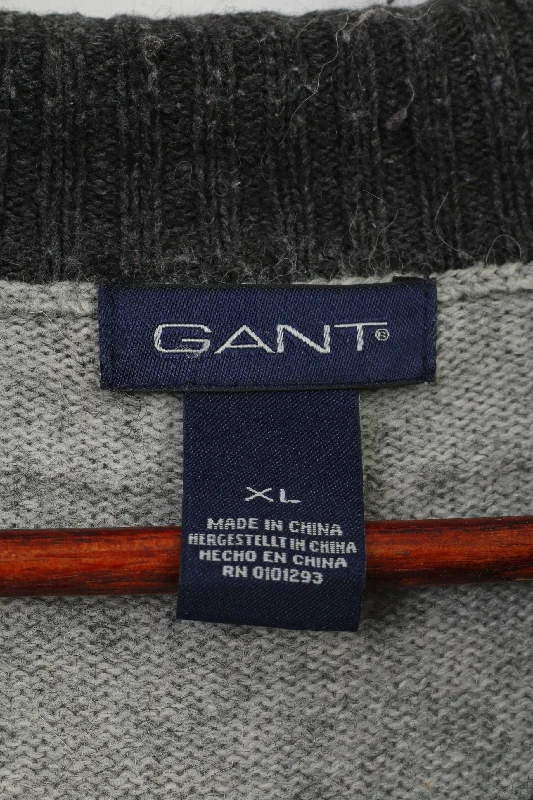 GANT®
XL
MADE IN CHINA
HERGESTELLT IN CHINA
HECHO EN CHINA
RN 0101293